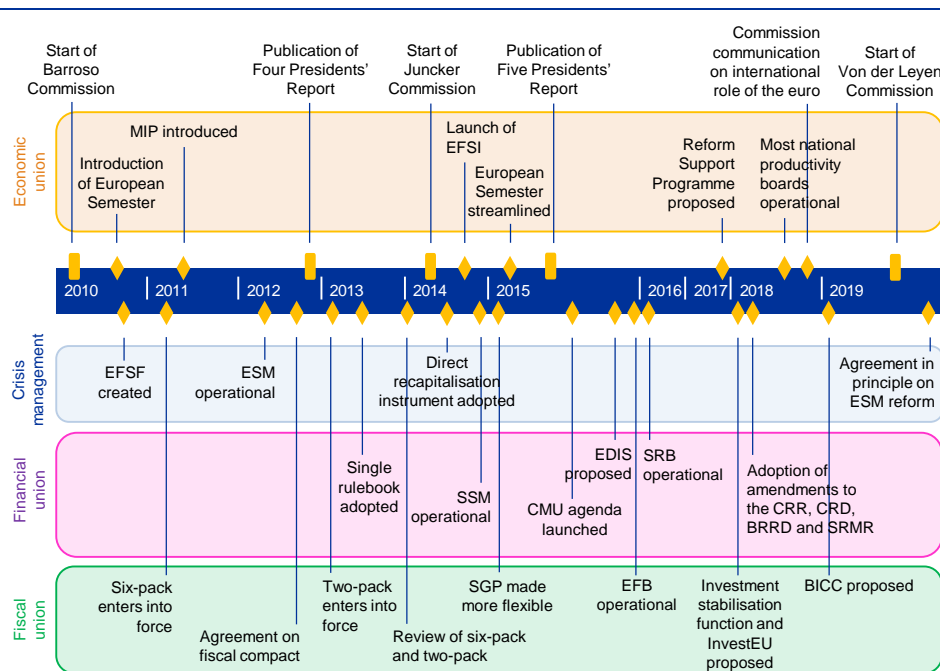 Start of
Barroso
Commission
Publication of
Four Presidents'
Report
Start of
Juncker
Commission
Publication of
Five Presidents'
Report
Commission
communication
on international
role of the euro
Start of
Von der Leyen
Commission
Economic
union
MIP introduced
Introduction
of European
Semester
Launch of
EFSI
European
Semester
streamlined
Reform
Support
Programme
proposed
Most national
productivity
boards
operational
2010
2011
2012
2013
2014
2015
2016
2017
2018
2019
Crisis
management
EFSF
created
ESM
operational
Direct
recapitalisation
instrument adopted
Agreement in
principle on
ESM reform
Financial
union
Single
rulebook
adopted
SSM
operational
CMU agenda
launched
EDIS
proposed
SRB
operational
Adoption of
amendments to
the CRR, CRD,
BRRD and SRMR
Fiscal
union
Six-pack
enters into
force
Agreement on
fiscal compact
Two-pack
enters into
force
Review of six-pack
and two-pack
SGP made
more flexible
EFB
operational
Investment
stabilisation
function and
InvestEU
proposed
BICC proposed